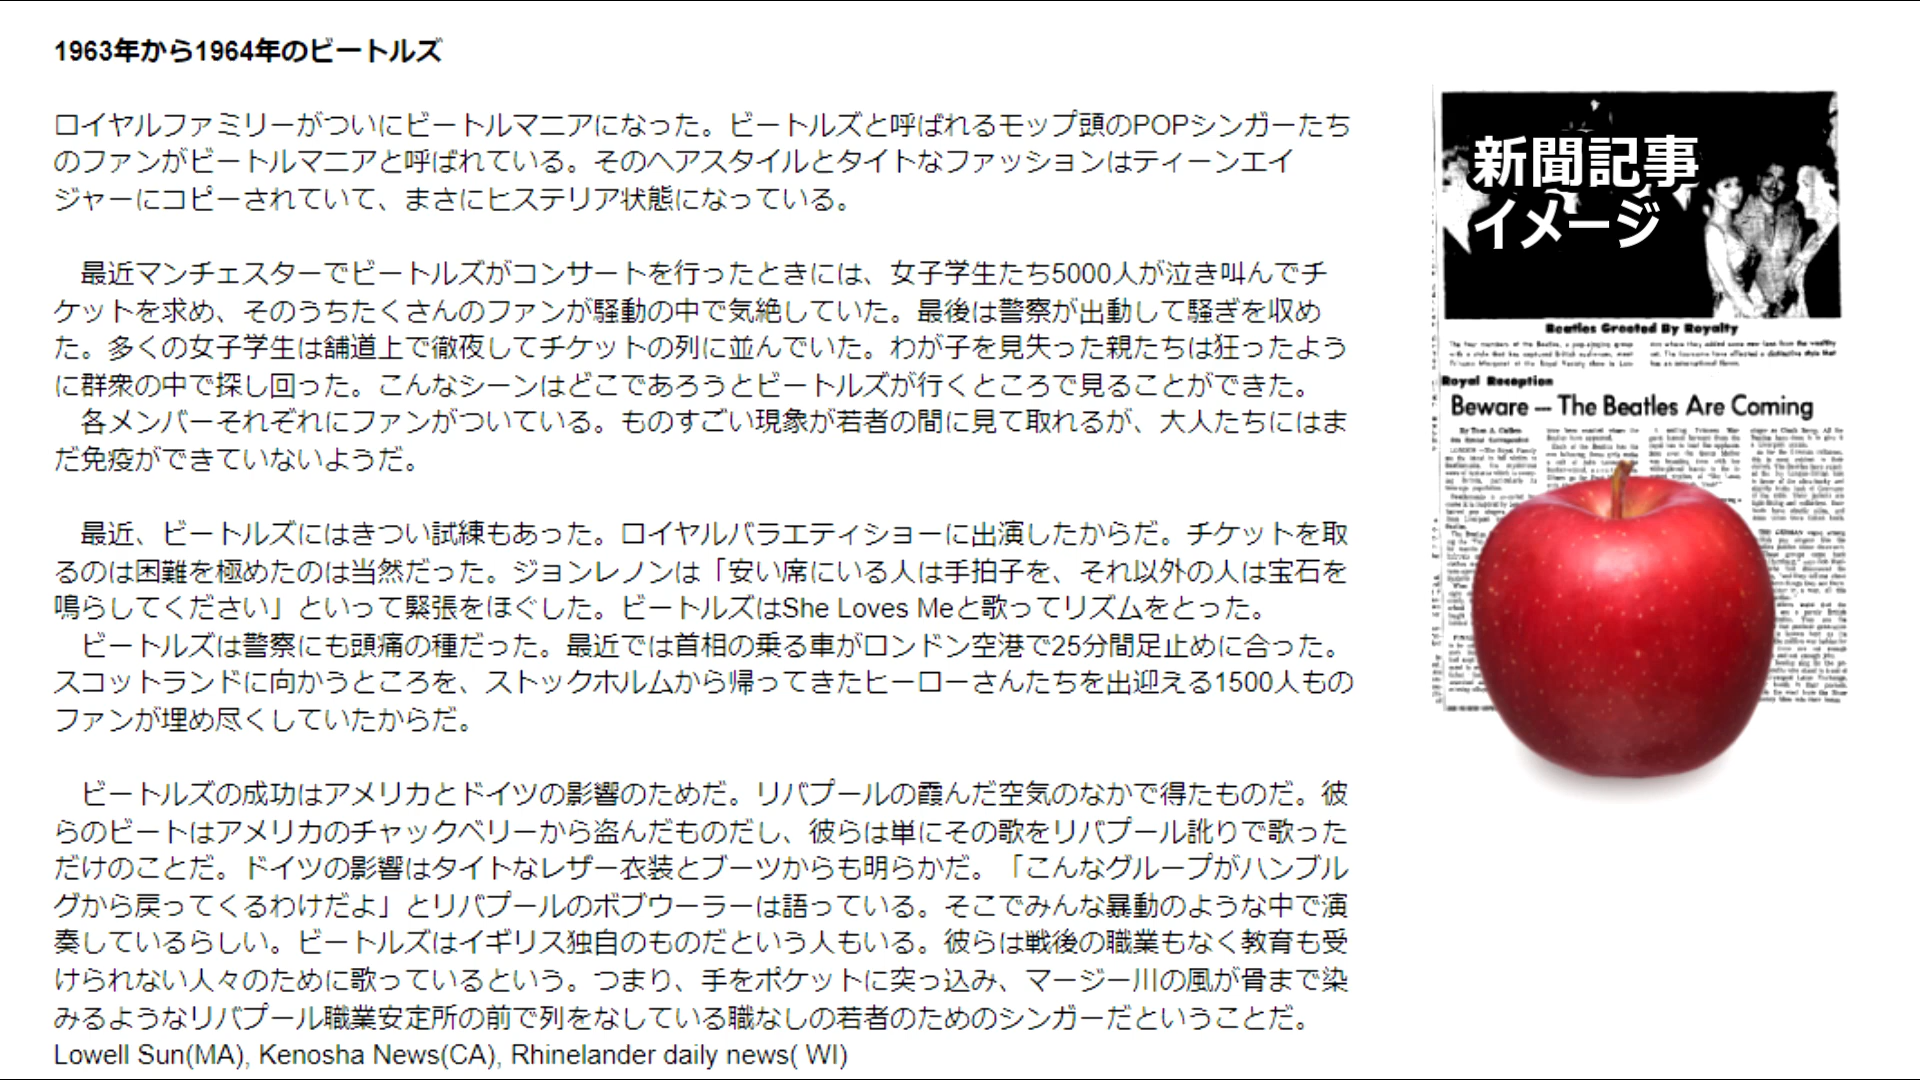 1963年から1964年のビートルズ
ロイヤルファミリーがついにビートルマニアになった。ビートルズと呼ばれるモップ頭のPOPシンガーたち
のファンがビートルマニアと呼ばれている。そのヘアスタイルとタイトなファッションはティーンエイ
ジャーにコピーされていて、まさにヒステリア状態になっている。
最近マンチェスターでビートルズがコンサートを行ったときには、女子学生たち5000人が泣き叫んでチ
ケットを求め、そのうちたくさんのファンが騒動の中で気絶していた。最後は警察が出動して騒ぎを収め
た。多くの女子学生は舗道上で徹夜してチケットの列に並んでいた。わが子を見失った親たちは狂ったよう
に群衆の中で探し回った。こんなシーンはどこであろうとビートルズが行くところで見ることができた。
各メンバーそれぞれにファンがついている。ものすごい現象が若者の間に見て取れるが、大人たちにはま
だ免疫ができていないようだ。
最近、ビートルズにはきつい試練もあった。ロイヤルバラエティショーに出演したからだ。チケットを取
るのは困難を極めたのは当然だった。ジョンレノンは「安い席にいる人は手拍子を、それ以外の人は宝石を
鳴らしてください」といって緊張をほぐした。ビートルズはShe Loves Meと歌ってリズムをとった。
ビートルズは警察にも頭痛の種だった。最近では首相の乗る車がロンドン空港で25分間足止めに合った。
スコットランドに向かうところを、ストックホルムから帰ってきたヒーローさんたちを出迎える1500人もの
ファンが埋め尽くしていたからだ。
ビートルズの成功はアメリカとドイツの影響のためだ。リバプールの霞んだ空気のなかで得たものだ。彼
らのビートはアメリカのチャックベリーから盗んだものだし、彼らは単にその歌をリバプール訛りで歌った
だけのことだ。ドイツの影響はタイトなレザー衣装とブーツからも明らかだ。「こんなグループがハンブル
グから戻ってくるわけだよ」とリバプールのボブウーラーは語っている。そこでみんな暴動のような中で演
奏しているらしい。ビートルズはイギリス独自のものだという人もいる。彼らは戦後の職業もなく教育も受
けられない人々のために歌っているという。つまり、手をポケットに突っ込み、マージー川の風が骨まで染
みるようなリバプール職業安定所の前で列をなしている職なしの若者のためのシンガーだということだ。
Lowell Sun(MA), Kenosha News(CA), Rhinelander daily news( WI)
新聞記事
イメージ
Beatles Greeted By Royalty
Royal Reception
Beware — The Beatles Are Coming